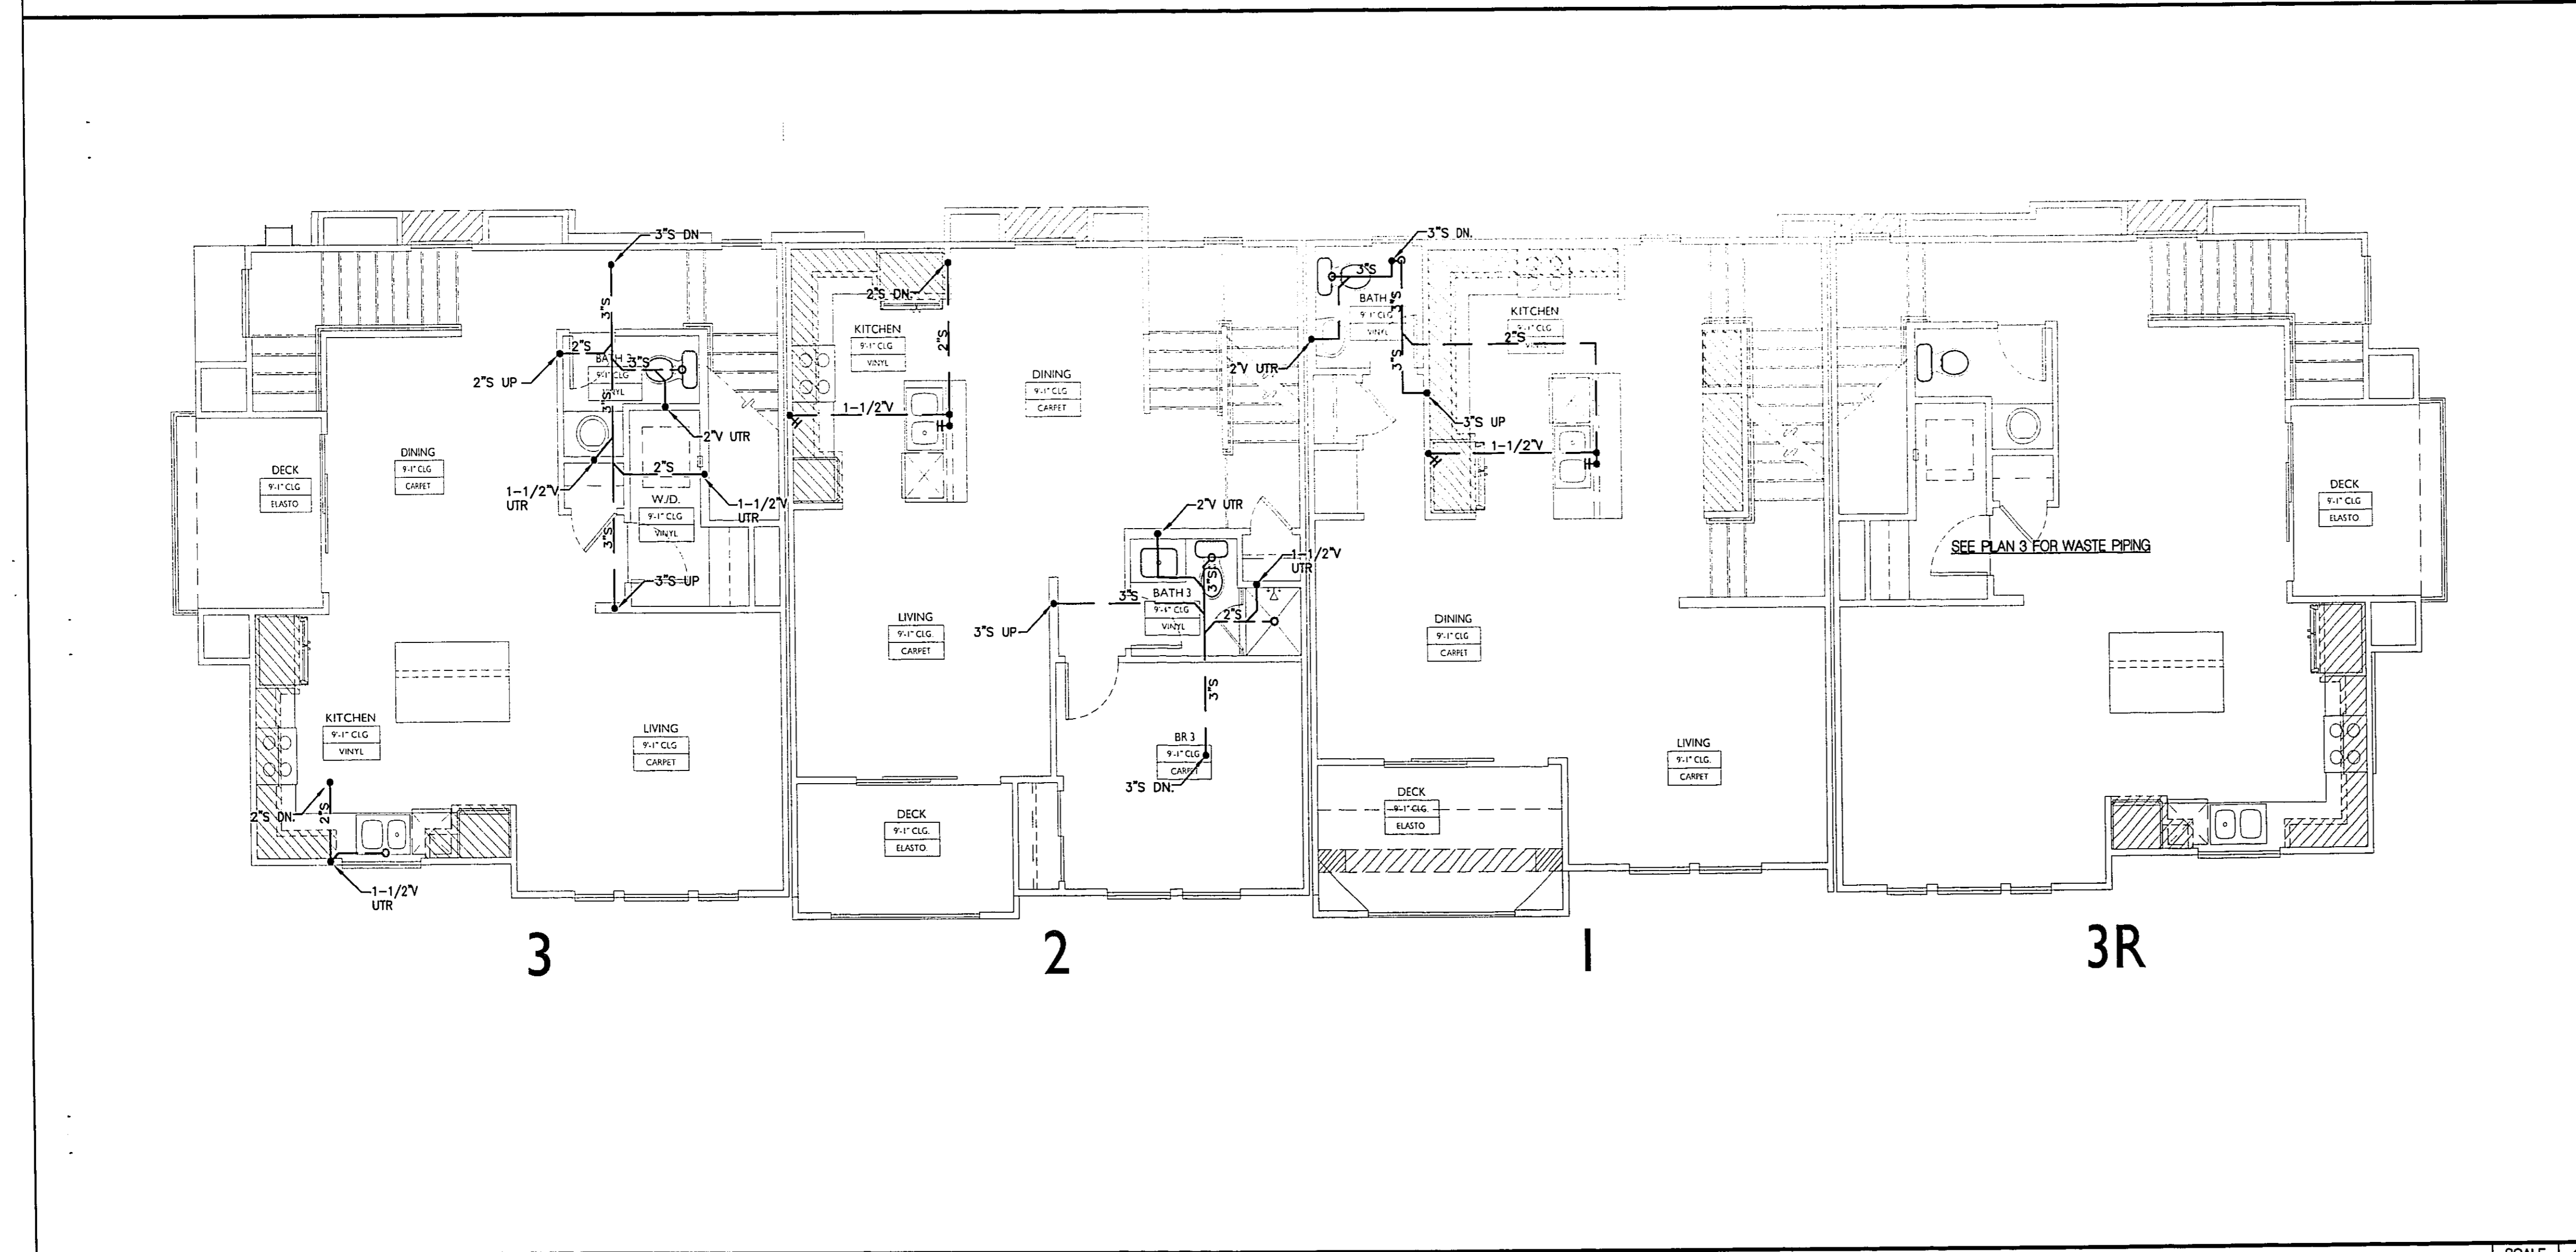 3"S DN
3"S
2"S
2"S UP
BATH 3
9'-1" CLG
VINYL
3"S
3"S
2"V UTR
DINING
9'-1" CLG
CARPET
DECK
9'-1" CLG
ELASTO
1-1/2"V
UTR
2"S
W./D.
9'-1" CLG
VINYL
1-1/2"V
UTR
3"S
3"S UP
KITCHEN
9'-1" CLG
VINYL
LIVING
9'-1" CLG
CARPET
2"S DN.
2"S
1-1/2"V
UTR
3
2"S DN.
KITCHEN
9'-1" CLG
VINYL
2"S
DINING
9'-1" CLG
CARPET
1-1/2"V
2"V UTR
1-1/2"V
UTR
3"S
BATH 3
VINYL
3"S
2"S
3"S UP
LIVING
9'-1" CLG.
CARPET
3"S
BR 3
9'-1" CLG
CARPET
3"S DN.
DECK
9'-1" CLG.
ELASTO.
2
3"S DN.
3"S
BATH
9'-1" CLG
VINYL
3"S
KITCHEN
9'-1" CLG
2"S
2"V UTR
3"S
3"S UP
1-1/2"V
DINING
9'-1" CLG
CARPET
LIVING
9'-1" CLG.
CARPET
DECK
9'-1" CLG.
ELASTO
1
SEE PLAN 3 FOR WASTE PIPING
DECK
9'-1" CLG
ELASTO
3R
SCALE